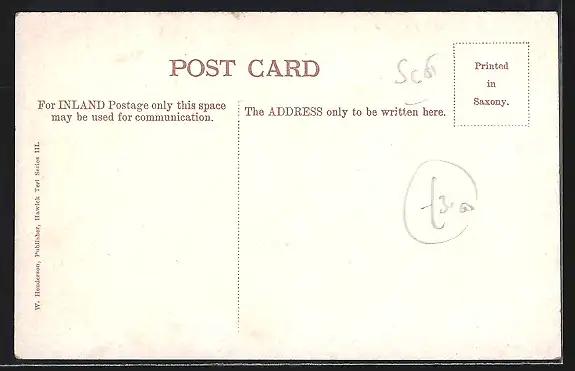 POST CARD
For INLAND Postage only this space
may be used for communication.
The ADDRESS only to be written here.
Printed
in
Saxony.
W. Henderson, Publisher, Hawick Text Series III.